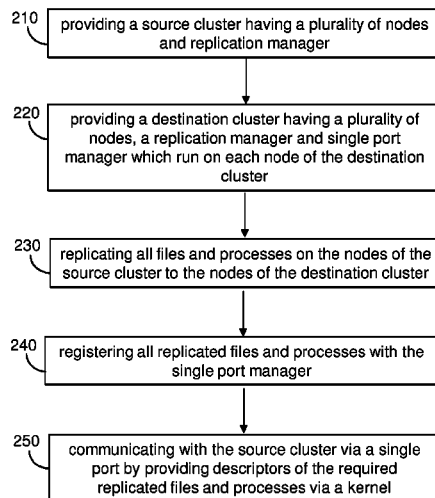 210
providing a source cluster having a plurality of nodes
and replication manager
220
providing a destination cluster having a plurality of
nodes, a replication manager and single port
manager which run on each node of the destination
cluster
230
replicating all files and processes on the nodes of the
source cluster to the nodes of the destination cluster
240
registering all replicated files and processes with the
single port manager
250
communicating with the source cluster via a single
port by providing descriptors of the required
replicated files and processes via a kernel